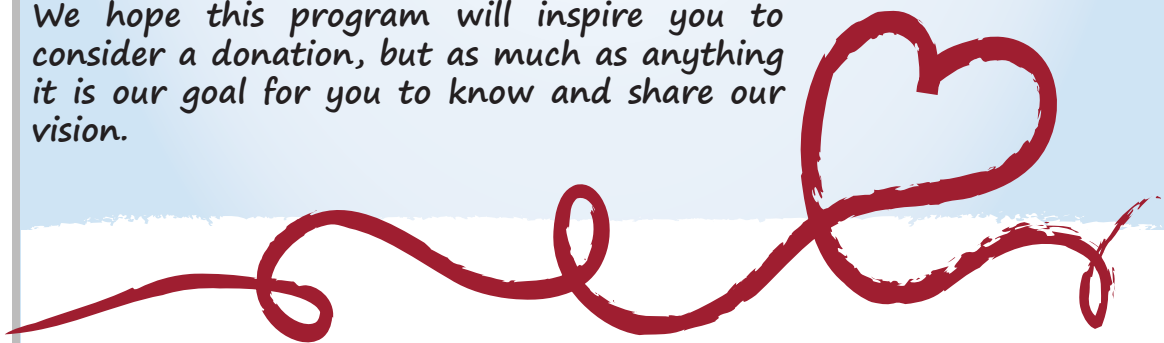 We hope this program will inspire you to
consider a donation, but as much as anything
it is our goal for you to know and share our
vision.